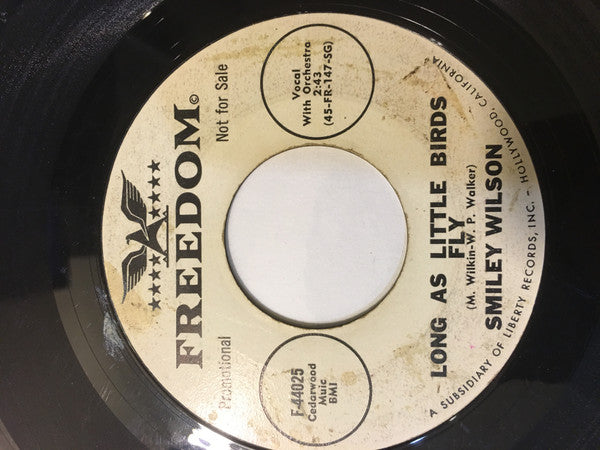 FREEDOM©
Promotional
Not for Sale
F-44025
Cedarwood
Muic
BMI
Vocal
With Orchestra
2:43
(45-FR-147-SG)
LONG AS LITTLE BIRDS
FLY
(M. Wilkin-W. P. Walker)
SMILEY WILSON
A SUBSIDIARY OF LIBERTY RECORDS, INC. - HOLLYWOOD, CALIFORNIA